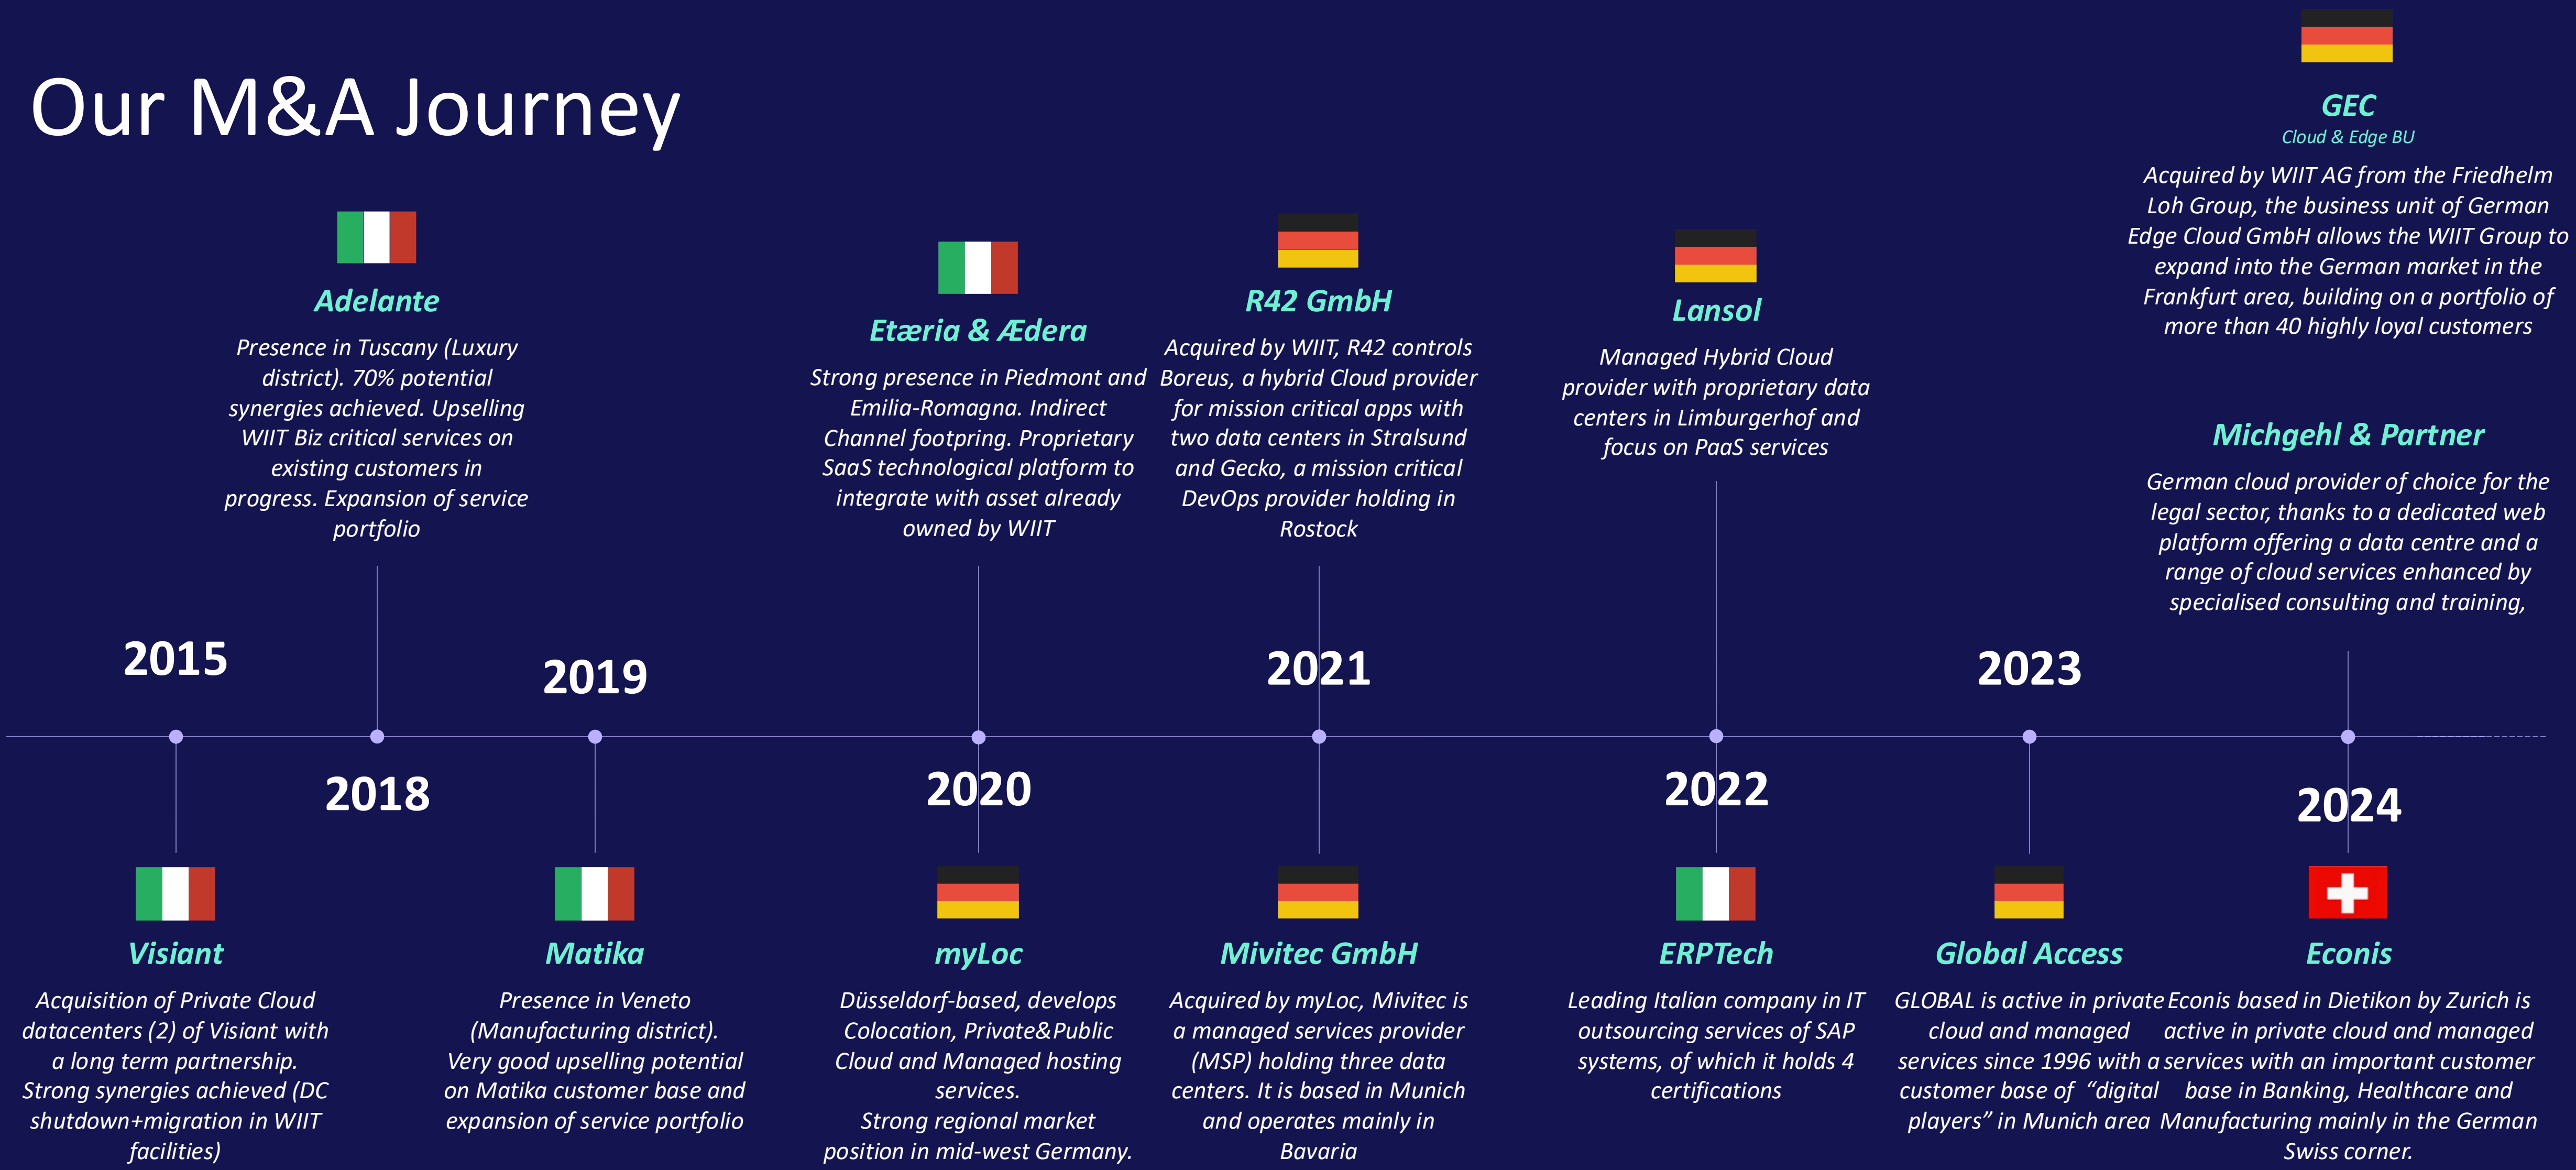 Our M&A Journey
Adelante
Presence in Tuscany (Luxury
district). 70% potential
synergies achieved. Upselling
WIIT Biz critical services on
existing customers in
progress. Expansion of service
portfolio
Etæria & Ædera
Strong presence in Piedmont and
Emilia-Romagna. Indirect
Channel footpring. Proprietary
SaaS technological platform to
integrate with asset already
owned by WIIT
R42 GmbH
Acquired by WIIT, R42 controls
Boreus, a hybrid Cloud provider
for mission critical apps with
two data centers in Stralsund
and Gecko, a mission critical
DevOps provider holding in
Rostock
Lansol
Managed Hybrid Cloud
provider with proprietary data
centers in Limburgerhof and
focus on PaaS services
GEC
Cloud & Edge BU
Acquired by WIIT AG from the Friedhelm
Loh Group, the business unit of German
Edge Cloud GmbH allows the WIIT Group to
expand into the German market in the
Frankfurt area, building on a portfolio of
more than 40 highly loyal customers
Michgehl & Partner
German cloud provider of choice for the
legal sector, thanks to a dedicated web
platform offering a data centre and a
range of cloud services enhanced by
specialised consulting and training,
2015
2018
2019
2020
2021
2022
2023
2024
Visiant
Acquisition of Private Cloud
datacenters (2) of Visiant with
a long term partnership.
Strong synergies achieved (DC
shutdown+migration in WIIT
facilities)
Matika
Presence in Veneto
(Manufacturing district).
Very good upselling potential
on Matika customer base and
expansion of service portfolio
myLoc
Düsseldorf-based, develops
Colocation, Private&Public
Cloud and Managed hosting
services.
Strong regional market
position in mid-west Germany.
Mivitec GmbH
Acquired by myLoc, Mivitec is
a managed services provider
(MSP) holding three data
centers. It is based in Munich
and operates mainly in
Bavaria
ERPTech
Leading Italian company in IT
outsourcing services of SAP
systems, of which it holds 4
certifications
Global Access
GLOBAL is active in private
cloud and managed
services since 1996 with a
customer base of “digital
players” in Munich area
Econis
Econis based in Dietikon by Zurich is
active in private cloud and managed
services with an important customer
base in Banking, Healthcare and
Manufacturing mainly in the German
Swiss corner.